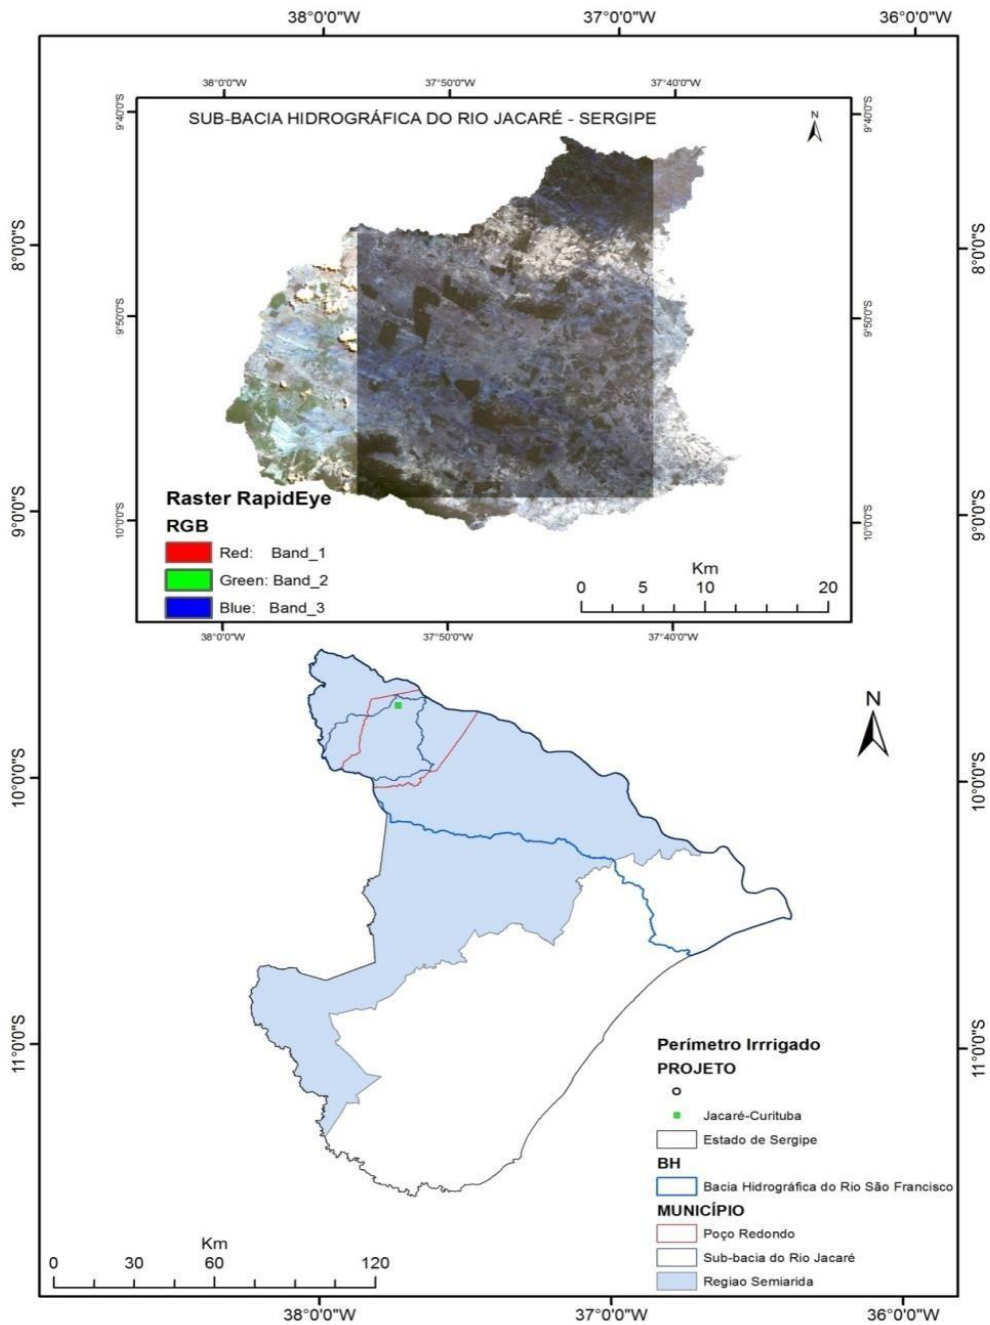 38°0'0"W 37°0'0"W 36°0'0"W
38°0'0"W 37°50'0"W 37°40'0"W
9°40'0"S 9°40'0"S
SUB-BACIA HIDROGRÁFICA DO RIO JACARÉ - SERGIPE
N
8°0'0"S 8°0'0"S
9°50'0"S 9°50'0"S
Raster RapidEye
RGB
9°0'0"S 10°0'0"S 10°0'0"S 9°0'0"S
Red: Band_1
Green: Band_2
Blue: Band_3
Km
0 5 10 20
38°0'0"W 37°50'0"W 37°40'0"W
N
10°0'0"S 10°0'0"S
11°0'0"S 11°0'0"S
Perímetro Irrrigado
PROJETO
Jacaré-Curituba
Estado de Sergipe
BH
Bacia Hidrográfica do Rio São Francisco
MUNICÍPIO
Poço Redondo
Sub-bacia do Rio Jacaré
Regiao Semiarida
Km
0 30 60 120
38°0'0"W 37°0'0"W 36°0'0"W